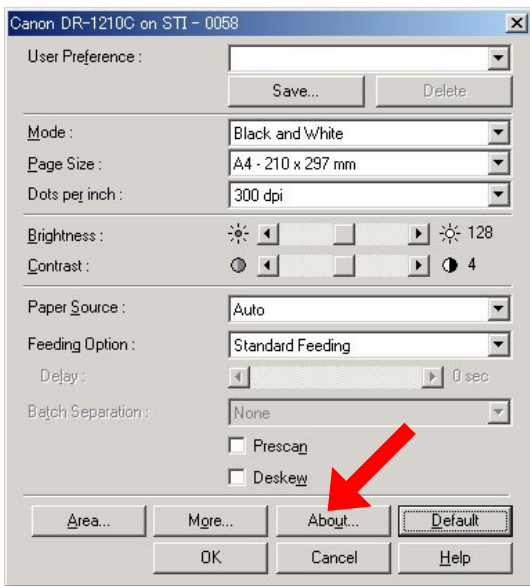 Canon DR-1210C on STI - 0058
User Preference :
Save... Delete
Mode : Black and White
Page Size : A4 - 210 x 297 mm
Dots per inch : 300 dpi
Brightness : 128
Contrast : 4
Paper Source : Auto
Feeding Option : Standard Feeding
Delay : 0 sec
Batch Separation : None
Prescan
Deskew
Area... More... About... Default
OK Cancel Help